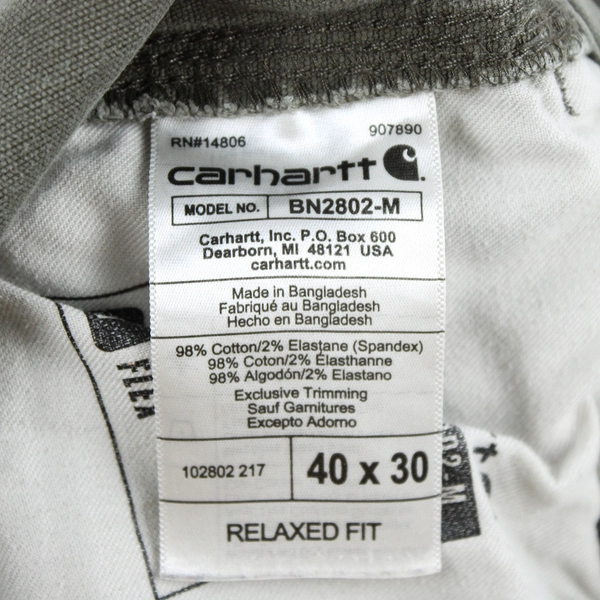 RN#14806 907890
carhartt
MODEL NO. BN2802-M
Carhartt, Inc. P.O. Box 600
Dearborn, MI 48121 USA
carhartt.com
Made in Bangladesh
Fabriqué au Bangladesh
Hecho en Bangladesh
98% Cotton/2% Elastane (Spandex)
98% Coton/2% Élasthanne
98% Algodón/2% Elastano
Exclusive Trimming
Sauf Garnitures
Excepto Adorno
102802 217 40 x 30
RELAXED FIT
FLEX